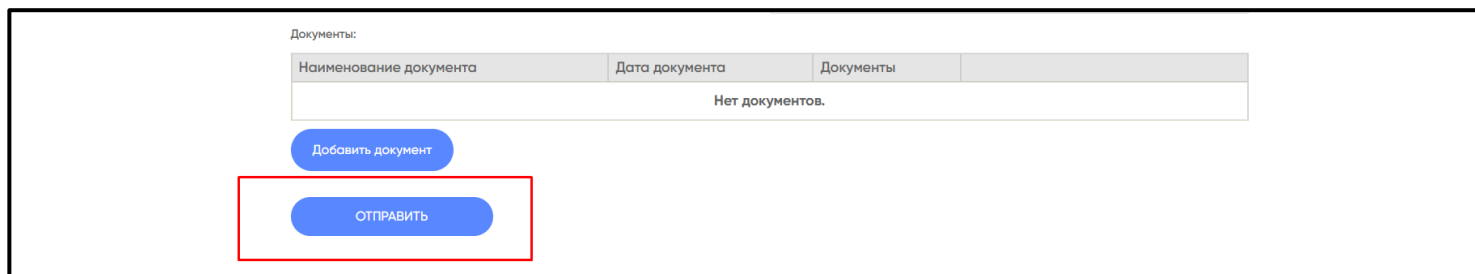 Документы:
Наименование документа Дата документа Документы
Нет документов.
Добавить документ
ОТПРАВИТЬ